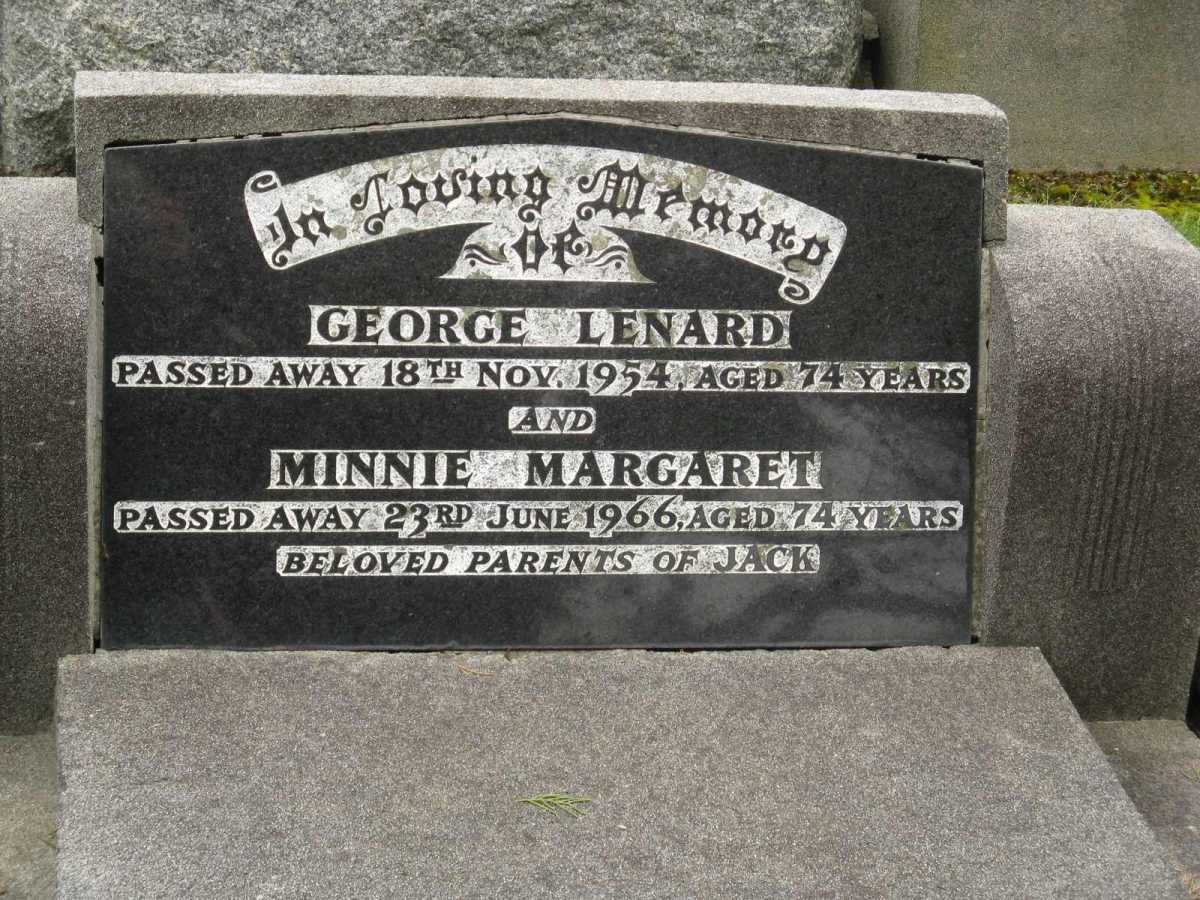 In Loving Memory
Of
GEORGE LENARD
PASSED AWAY 18TH NOV. 1954, AGED 74 YEARS
AND
MINNIE MARGARET
PASSED AWAY 23RD JUNE 1966, AGED 74 YEARS
BELOVED PARENTS OF JACK